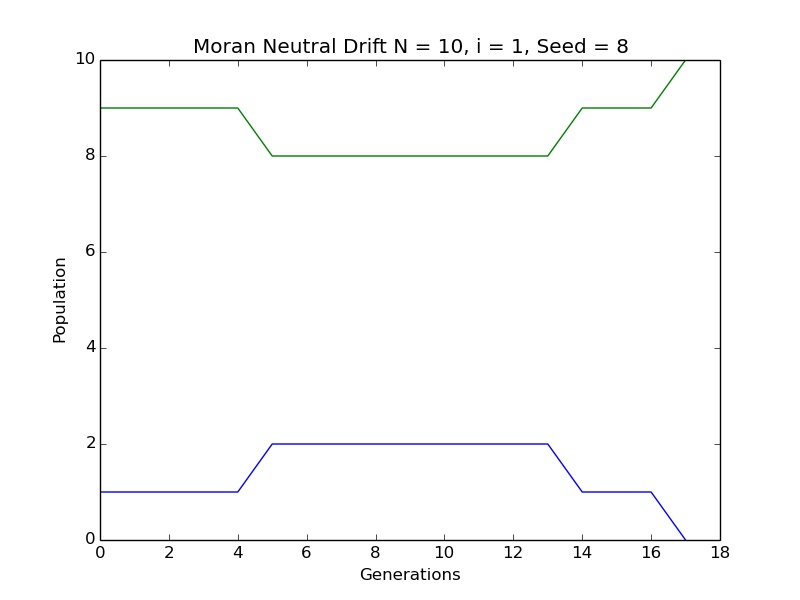 Moran Neutral Drift N = 10, i = 1, Seed = 8
10
8
6
4
2
0
Population
0 2 4 6 8 10 12 14 16 18
Generations